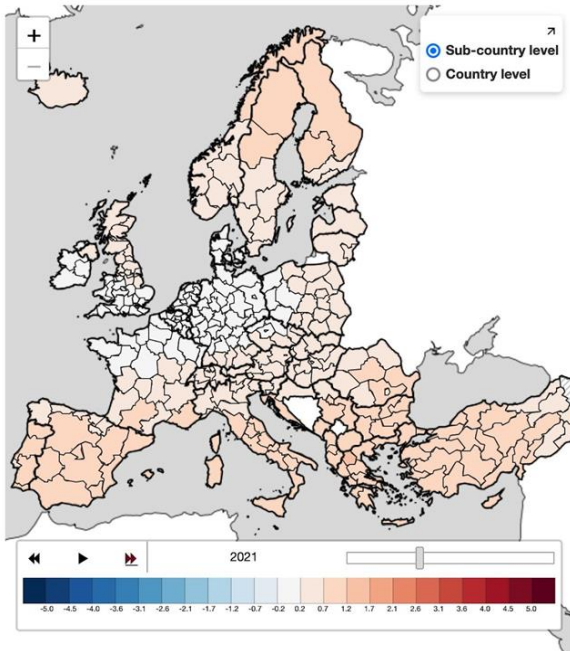 +
−
Sub-country level
Country level
2021
-5.0 -4.5 -4.0 -3.6 -3.1 -2.6 -2.1 -1.7 -1.2 -0.7 -0.2 0.2 0.7 1.2 1.7 2.1 2.6 3.1 3.6 4.0 4.5 5.0